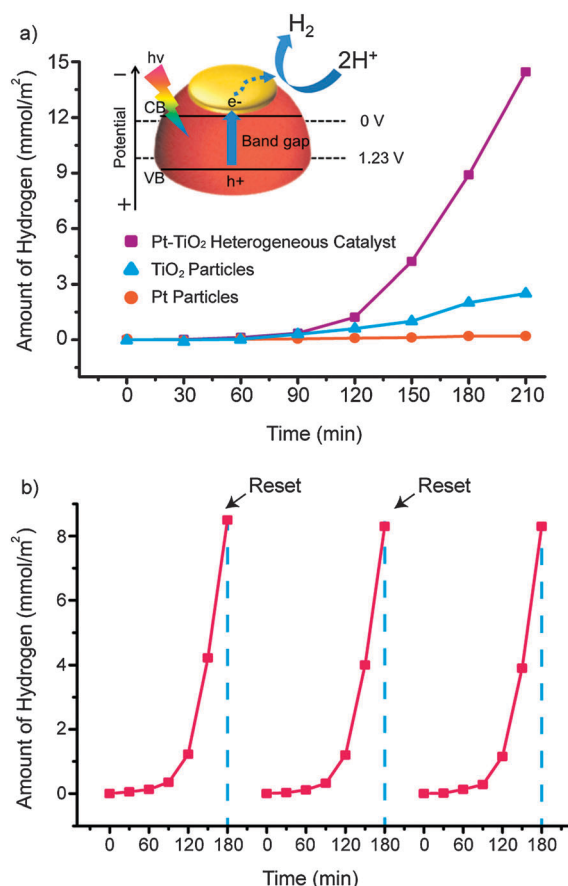 a)
H₂
2H⁺
hv
CB
e-
0 V
Band gap
1.23 V
VB
h+
Potential
Pt-TiO₂ Heterogeneous Catalyst
TiO₂ Particles
Pt Particles
Amount of Hydrogen (mmol/m²)
15
12
9
6
3
0
0 30 60 90 120 150 180 210
Time (min)
b)
Reset Reset
Amount of Hydrogen (mmol/m²)
8
6
4
2
0
0 60 120 180 0 60 120 180 0 60 120 180
Time (min)